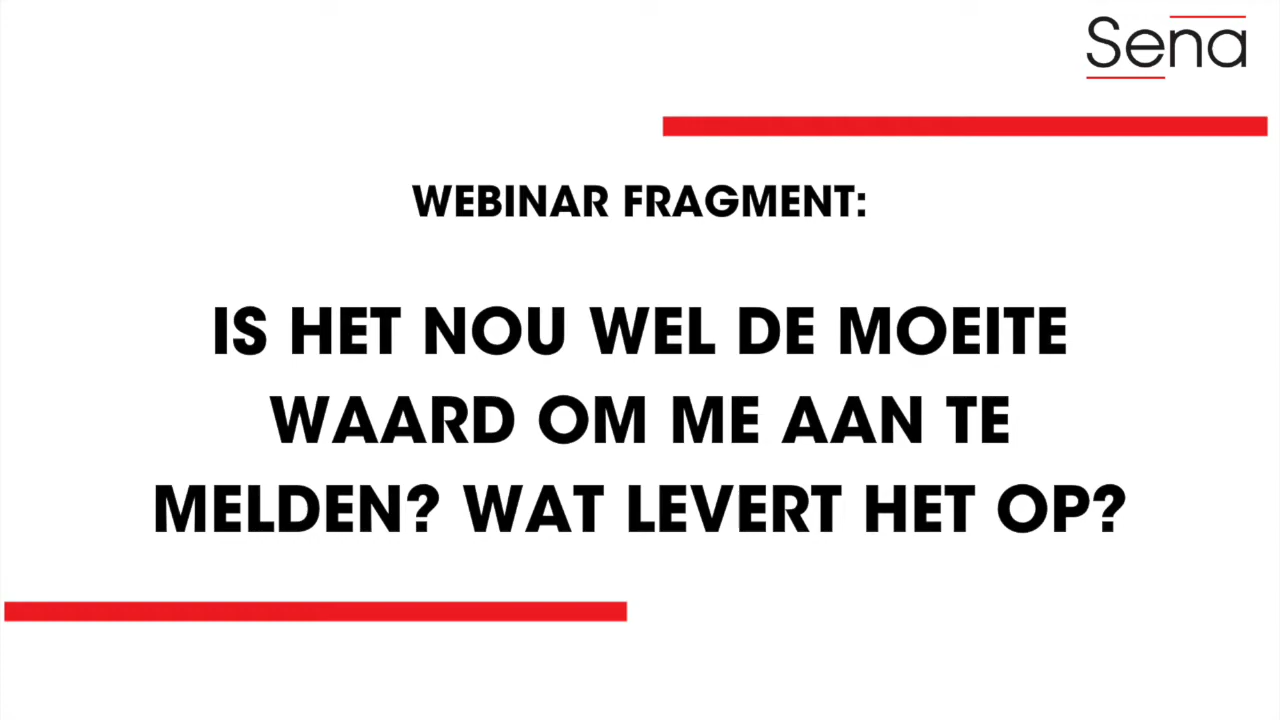 Sena
WEBINAR FRAGMENT:
IS HET NOU WEL DE MOEITE
WAARD OM ME AAN TE
MELDEN? WAT LEVERT HET OP?